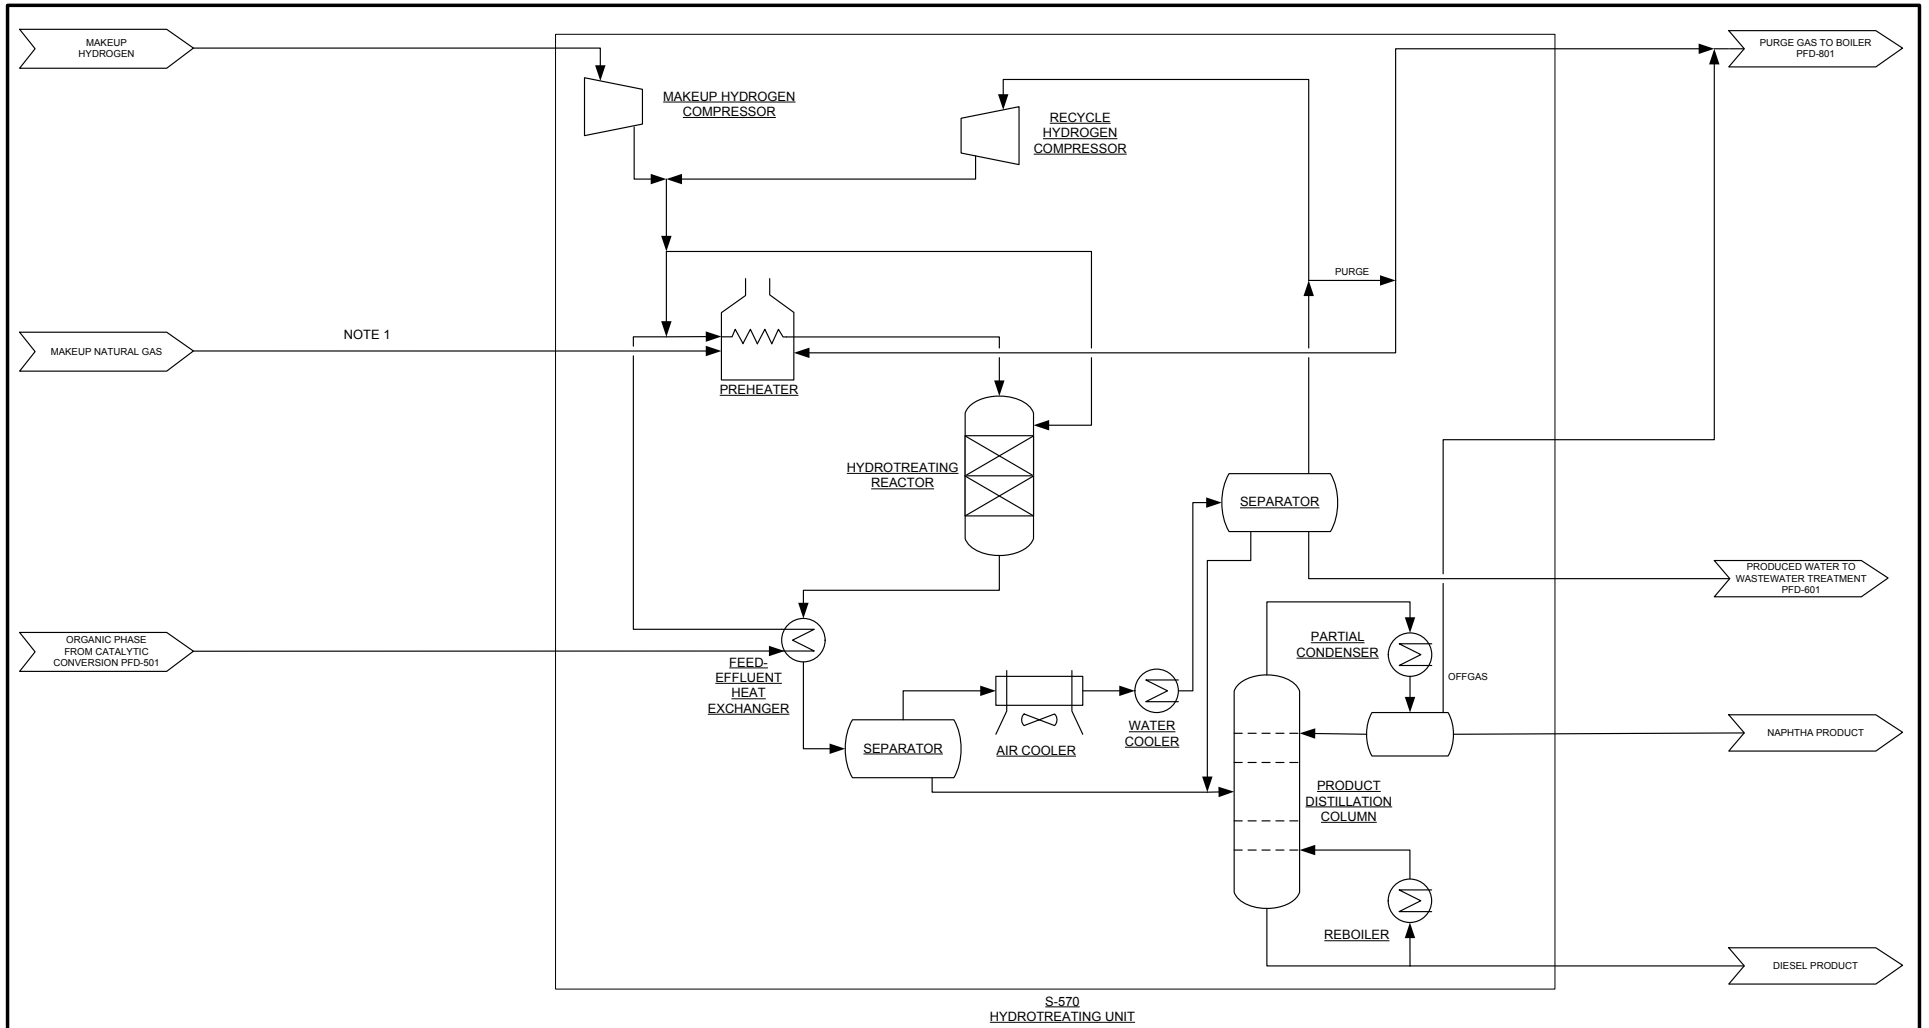 MAKEUP
HYDROGEN
PURGE GAS TO BOILER
PFD-801
MAKEUP HYDROGEN
COMPRESSOR
RECYCLE
HYDROGEN
COMPRESSOR
PURGE
NOTE 1
MAKEUP NATURAL GAS
PREHEATER
HYDROTREATING
REACTOR
SEPARATOR
PRODUCED WATER TO
WASTEWATER TREATMENT
PFD-601
ORGANIC PHASE
FROM CATALYTIC
CONVERSION PFD-501
FEED-
EFFLUENT
HEAT
EXCHANGER
PARTIAL
CONDENSER
OFFGAS
SEPARATOR
AIR COOLER
WATER
COOLER
NAPHTHA PRODUCT
PRODUCT
DISTILLATION
COLUMN
REBOILER
DIESEL PRODUCT
S-570
HYDROTREATING UNIT